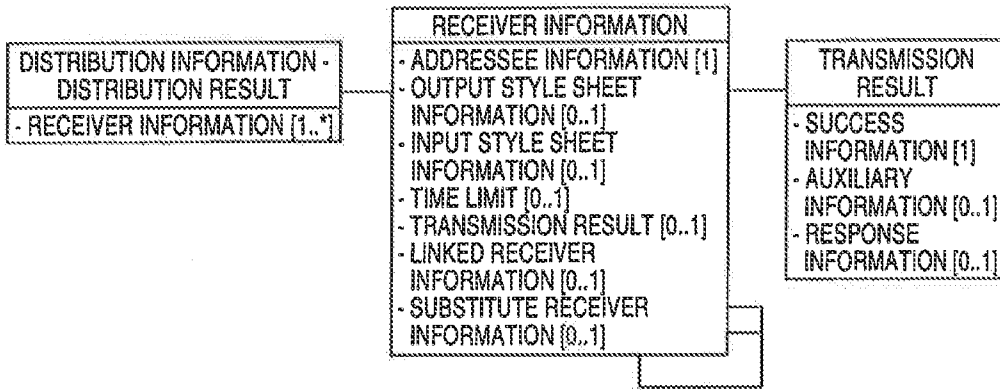 DISTRIBUTION INFORMATION -
DISTRIBUTION RESULT
- RECEIVER INFORMATION [1..*]
RECEIVER INFORMATION
- ADDRESSEE INFORMATION [1]
- OUTPUT STYLE SHEET
INFORMATION [0..1]
- INPUT STYLE SHEET
INFORMATION [0..1]
- TIME LIMIT [0..1]
- TRANSMISSION RESULT [0..1]
- LINKED RECEIVER
INFORMATION [0..1]
- SUBSTITUTE RECEIVER
INFORMATION [0..1]
TRANSMISSION
RESULT
- SUCCESS
INFORMATION [1]
- AUXILIARY
INFORMATION [0..1]
- RESPONSE
INFORMATION [0..1]